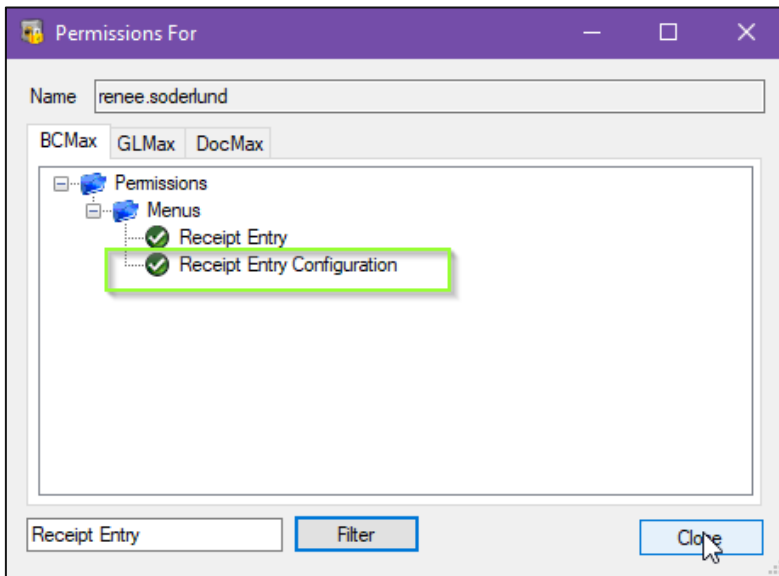 Permissions For
Name renee.soderlund
BCMax GLMax DocMax
Permissions
Menus
Receipt Entry
Receipt Entry Configuration
Receipt Entry Filter Close